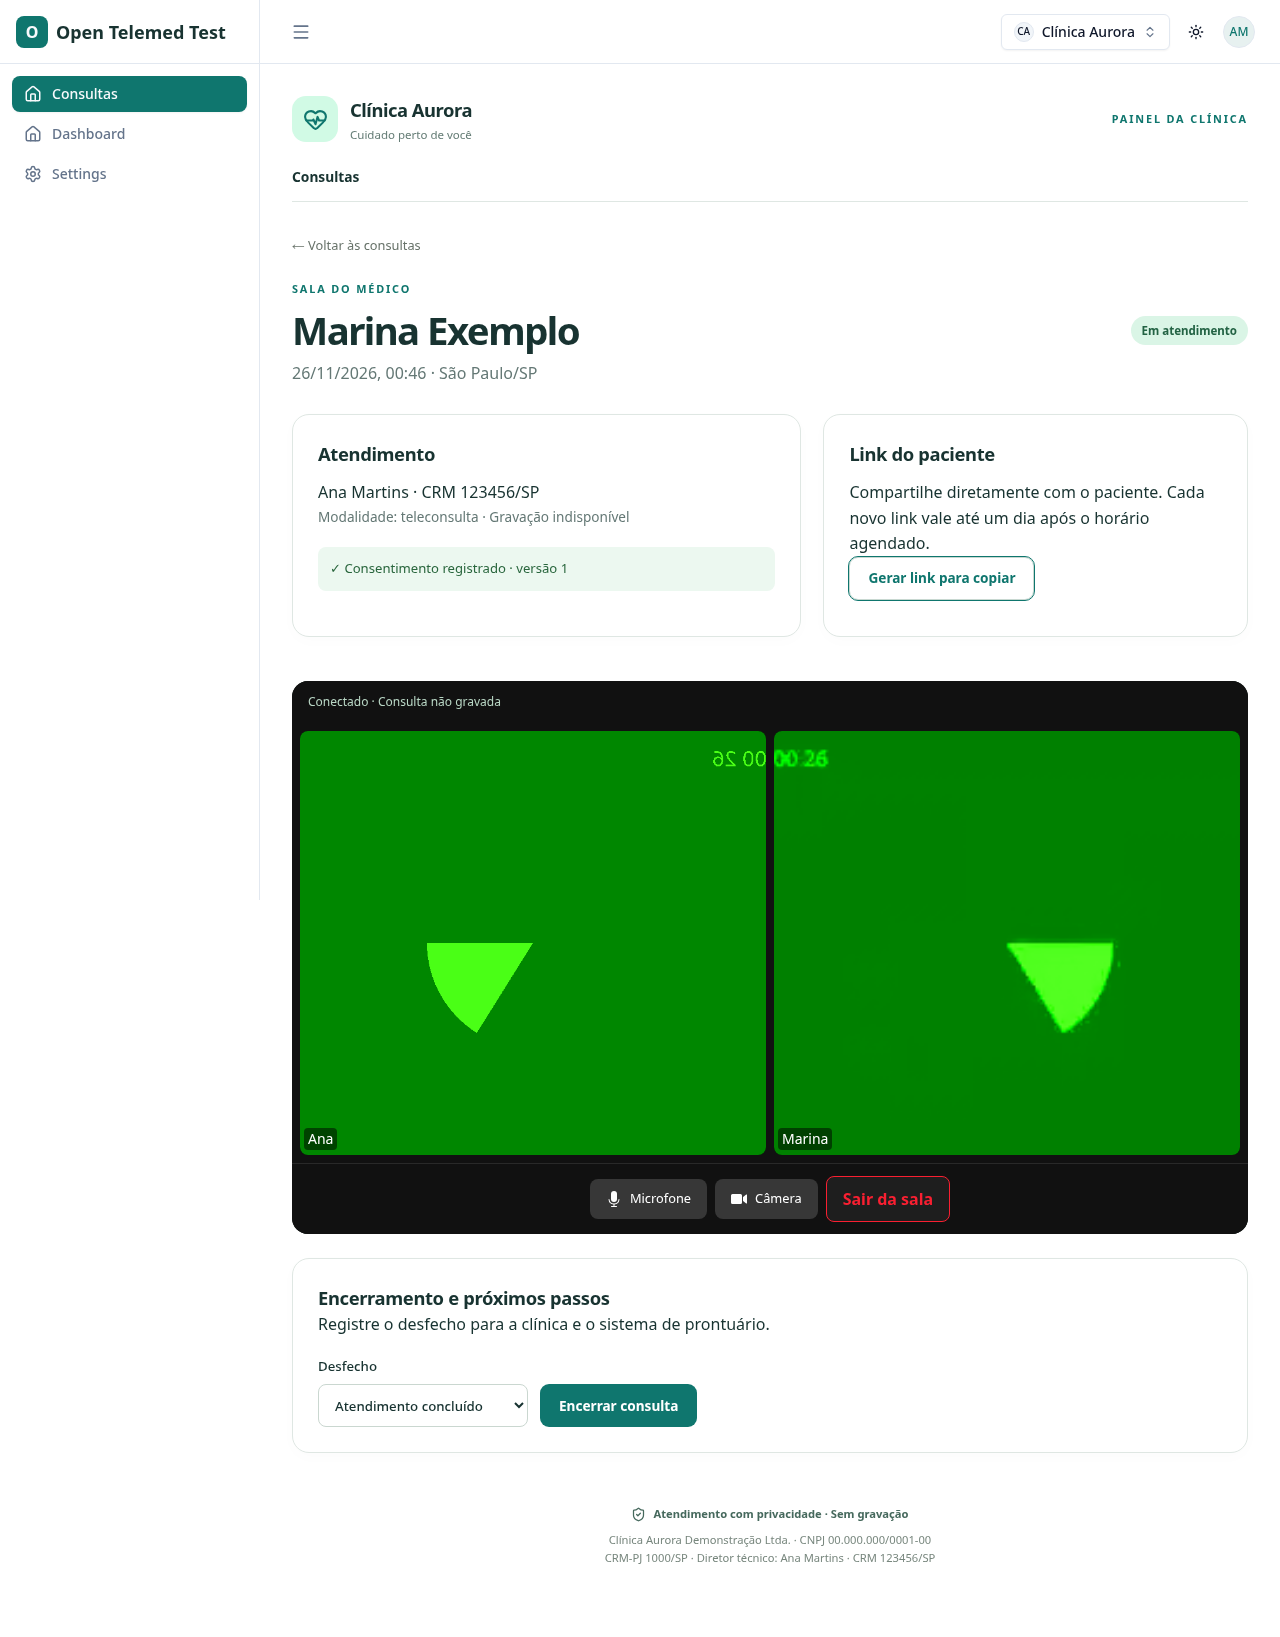 O
Open Telemed Test
CA
Clínica Aurora
AM
Consultas
Dashboard
Settings
Clínica Aurora
Cuidado perto de você
PAINEL DA CLÍNICA
Consultas
← Voltar às consultas
SALA DO MÉDICO
Marina Exemplo
Em atendimento
26/11/2026, 00:46 · São Paulo/SP
Atendimento
Ana Martins · CRM 123456/SP
Modalidade: teleconsulta · Gravação indisponível
✓ Consentimento registrado · versão 1
Link do paciente
Compartilhe diretamente com o paciente. Cada
novo link vale até um dia após o horário
agendado.
Gerar link para copiar
Conectado · Consulta não gravada
00 26
00 26
Ana
Marina
Microfone
Câmera
Sair da sala
Encerramento e próximos passos
Registre o desfecho para a clínica e o sistema de prontuário.
Desfecho
Atendimento concluído
Encerrar consulta
Atendimento com privacidade · Sem gravação
Clínica Aurora Demonstração Ltda. · CNPJ 00.000.000/0001-00
CRM-PJ 1000/SP · Diretor técnico: Ana Martins · CRM 123456/SP